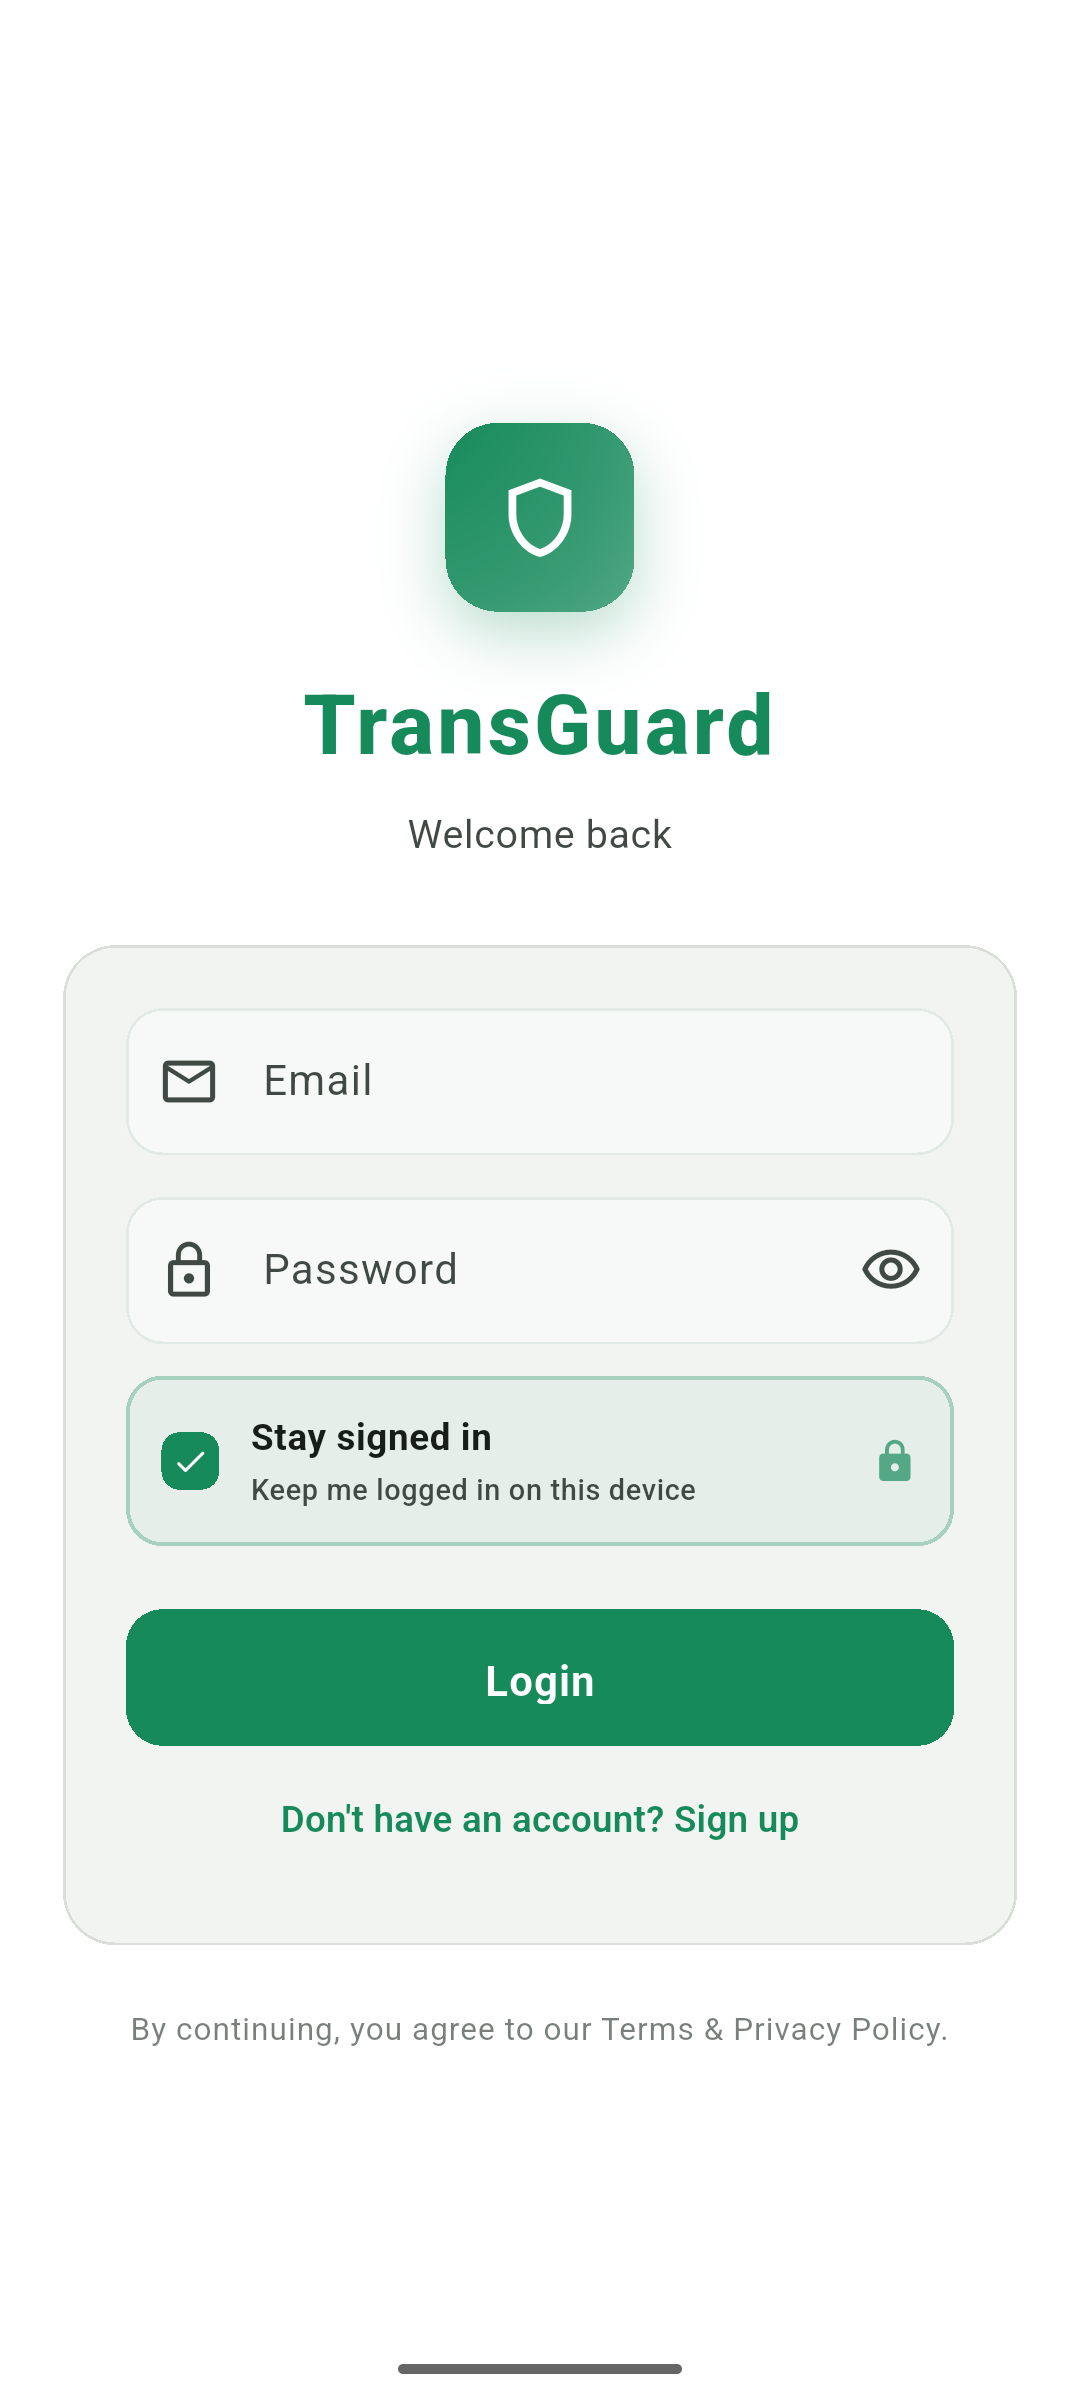 TransGuard
Welcome back
Email
Password
Stay signed in
Keep me logged in on this device
Login
Don't have an account? Sign up
By continuing, you agree to our Terms & Privacy Policy.